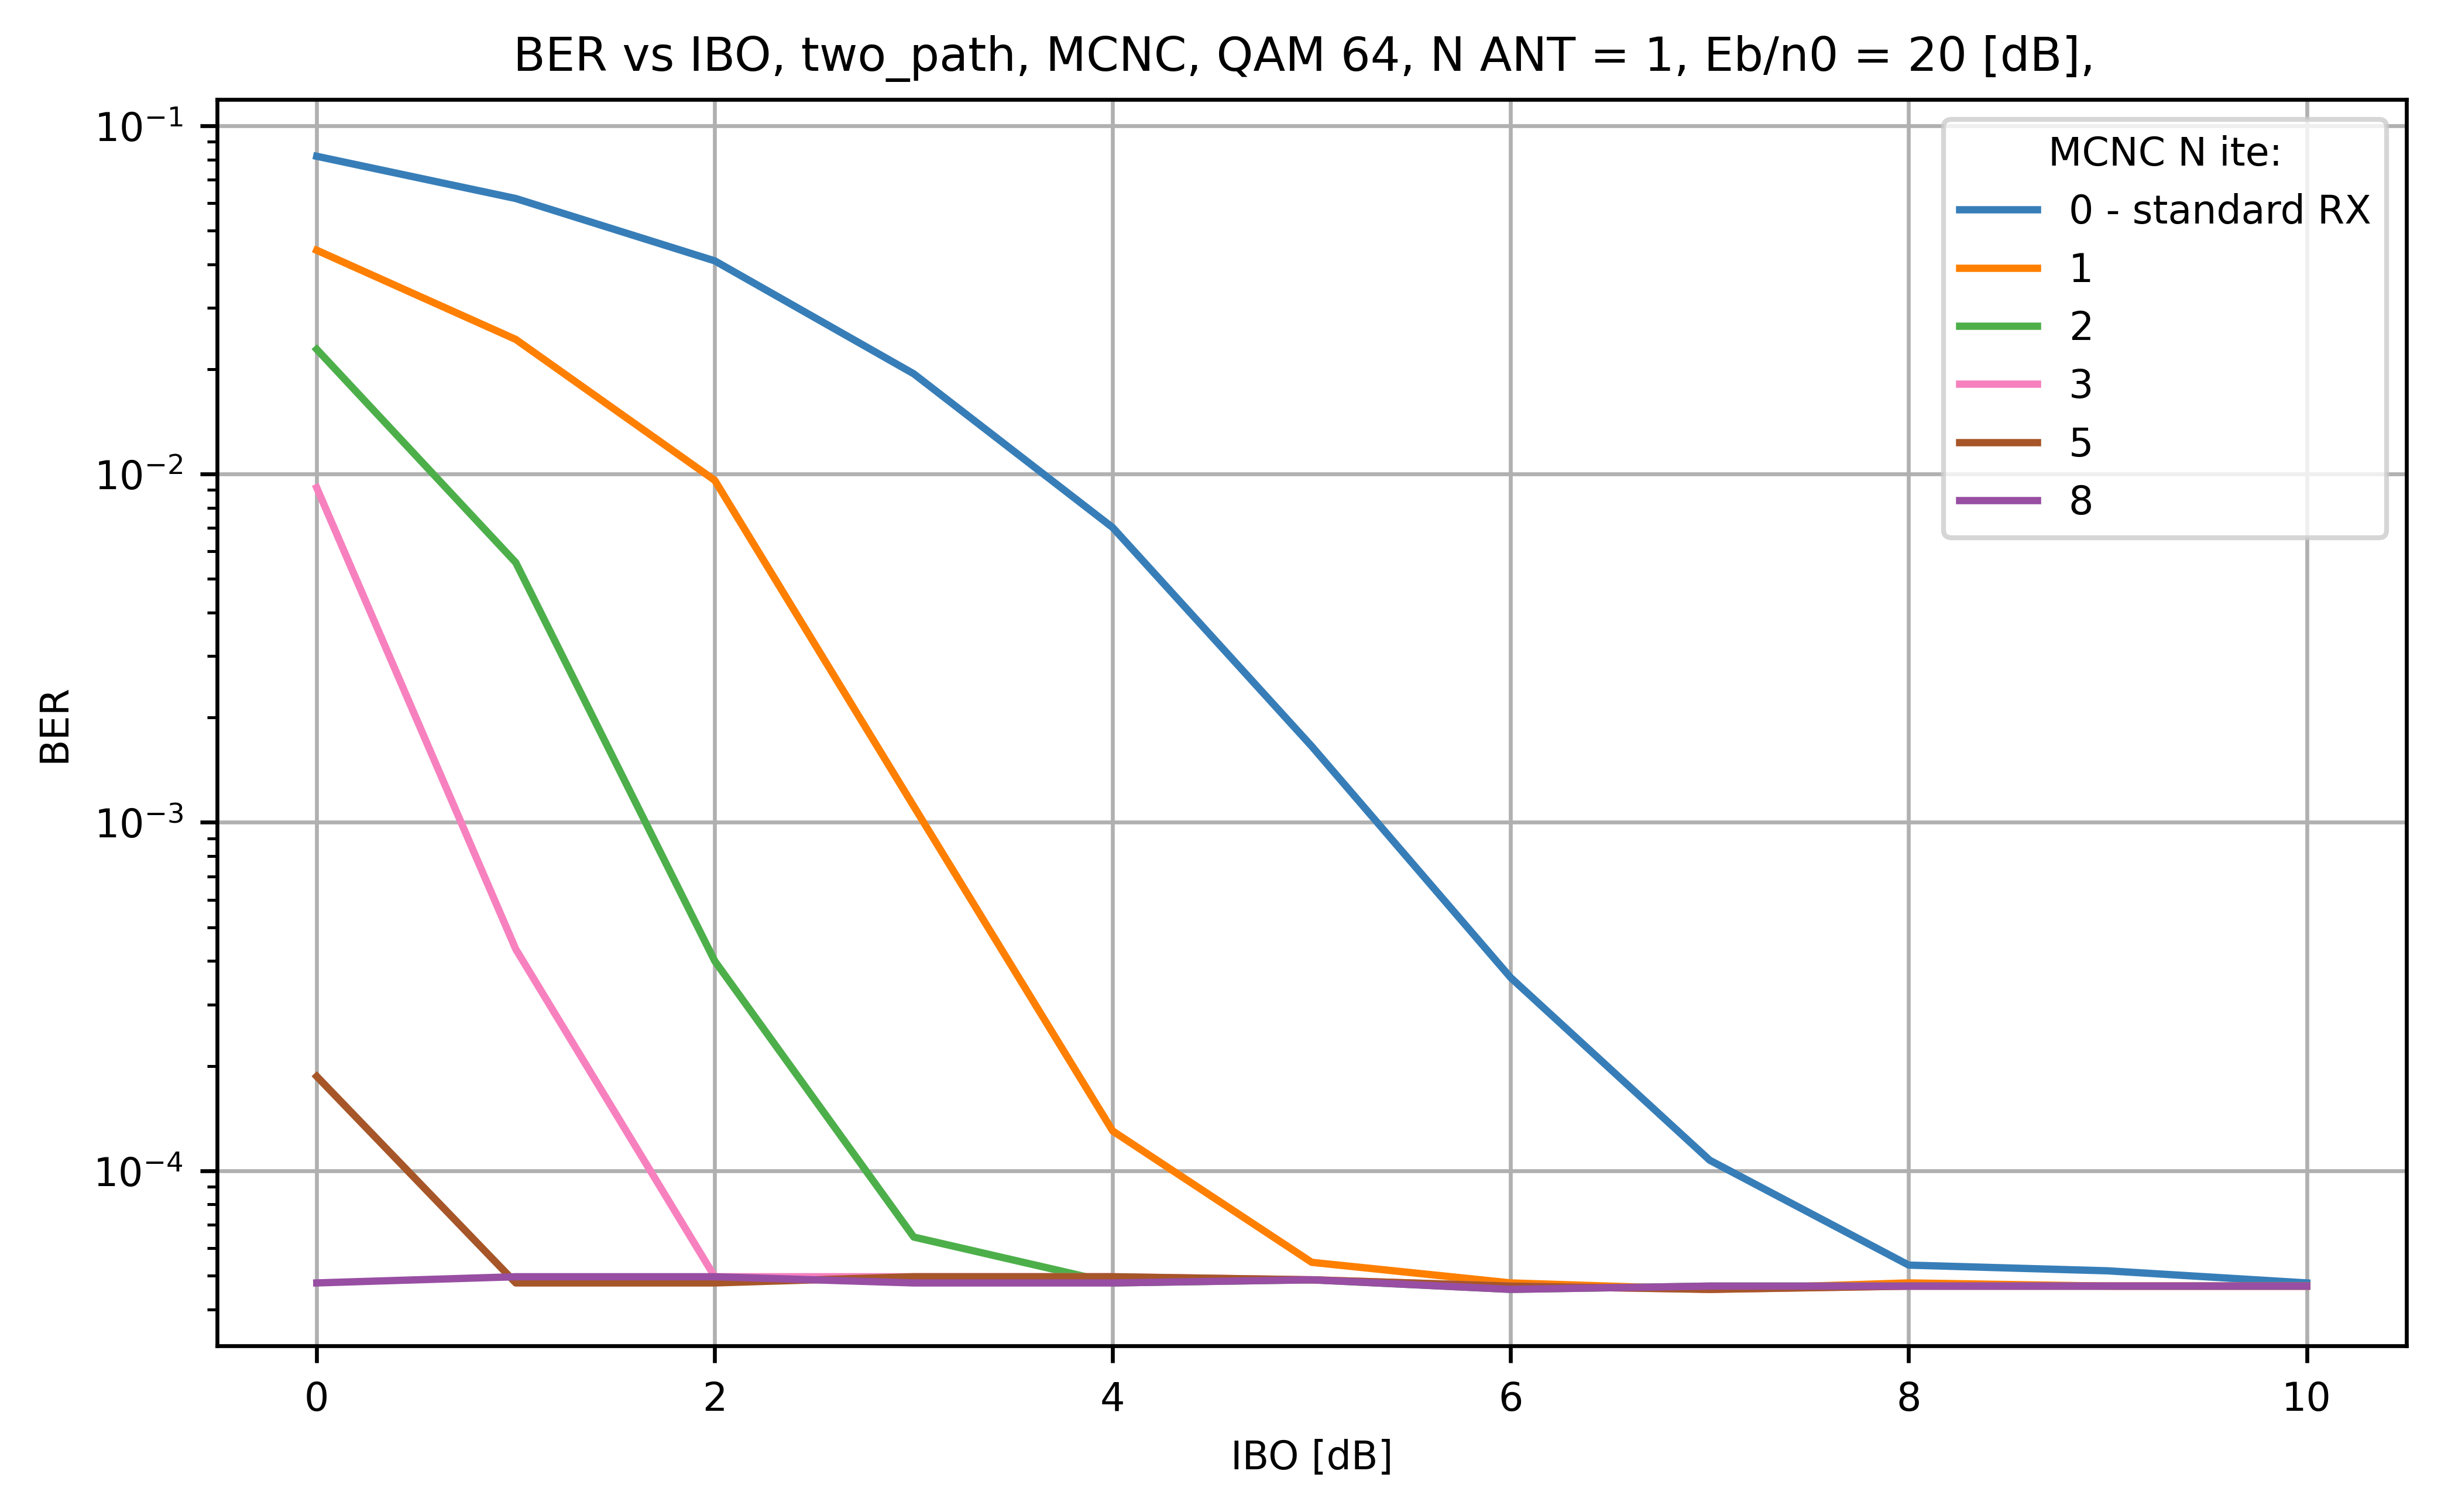 BER vs IBO, two_path, MCNC, QAM 64, N ANT = 1, Eb/n0 = 20 [dB],
MCNC N ite:
0 - standard RX
1
2
3
5
8
BER
10⁻¹
10⁻²
10⁻³
10⁻⁴
0 2 4 6 8 10
IBO [dB]